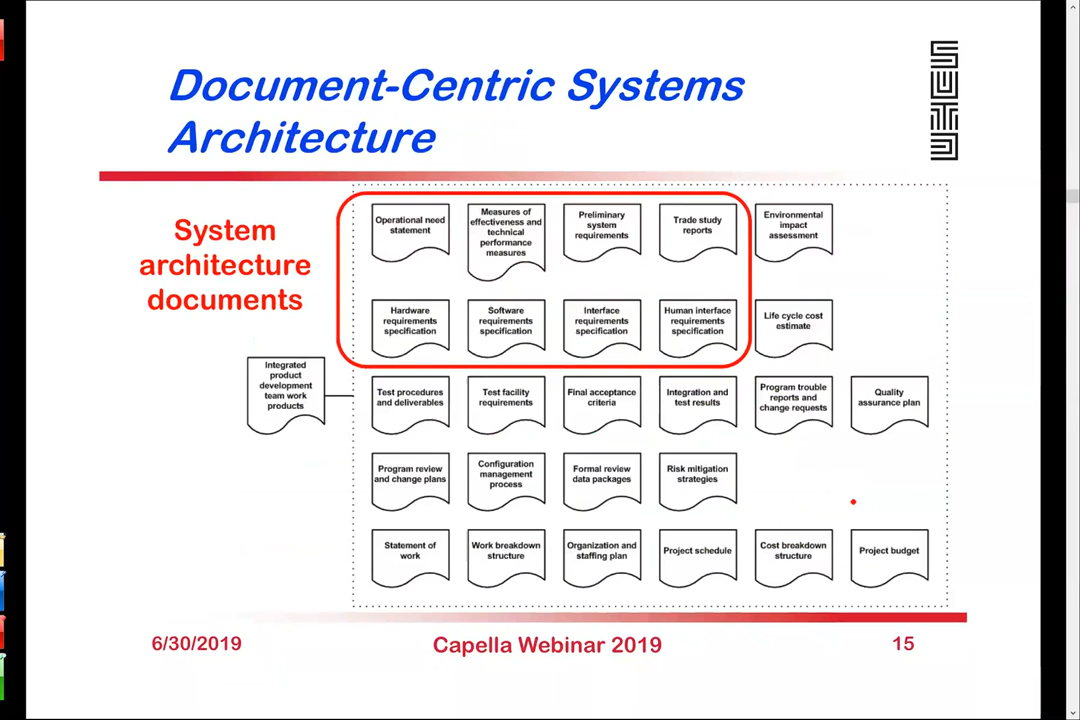 Document-Centric Systems
Architecture
System
architecture
documents
Operational need
statement
Measures of
effectiveness and
technical
performance
measures
Preliminary
system
requirements
Trade study
reports
Environmental
impact
assessment
Hardware
requirements
specification
Software
requirements
specification
Interface
requirements
specification
Human interface
requirements
specification
Life cycle cost
estimate
Integrated
product
development
team work
products
Test procedures
and deliverables
Test facility
requirements
Final acceptance
criteria
Integration and
test results
Program trouble
reports and
change requests
Quality
assurance plan
Program review
and change plans
Configuration
management
process
Formal review
data packages
Risk mitigation
strategies
Statement of
work
Work breakdown
structure
Organization and
staffing plan
Project schedule
Cost breakdown
structure
Project budget
6/30/2019
Capella Webinar 2019
15